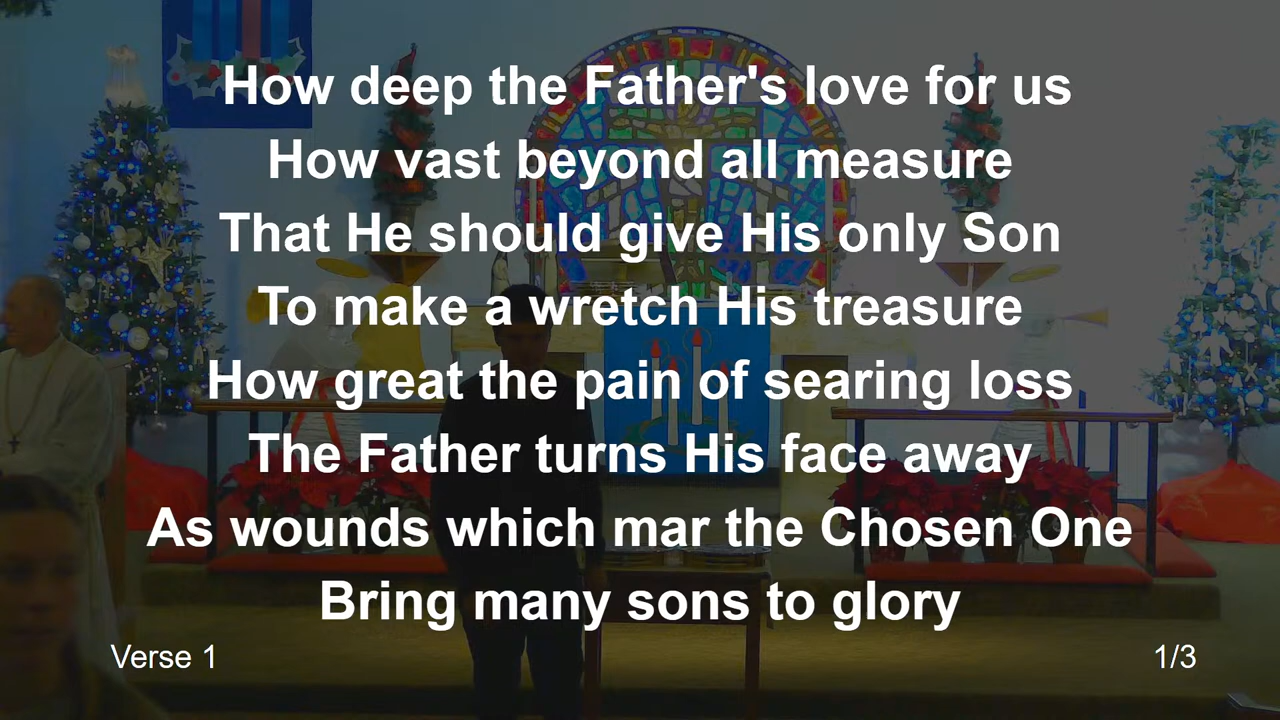 How deep the Father's love for us
How vast beyond all measure
That He should give His only Son
To make a wretch His treasure
How great the pain of searing loss
The Father turns His face away
As wounds which mar the Chosen One
Bring many sons to glory
Verse 1
1/3